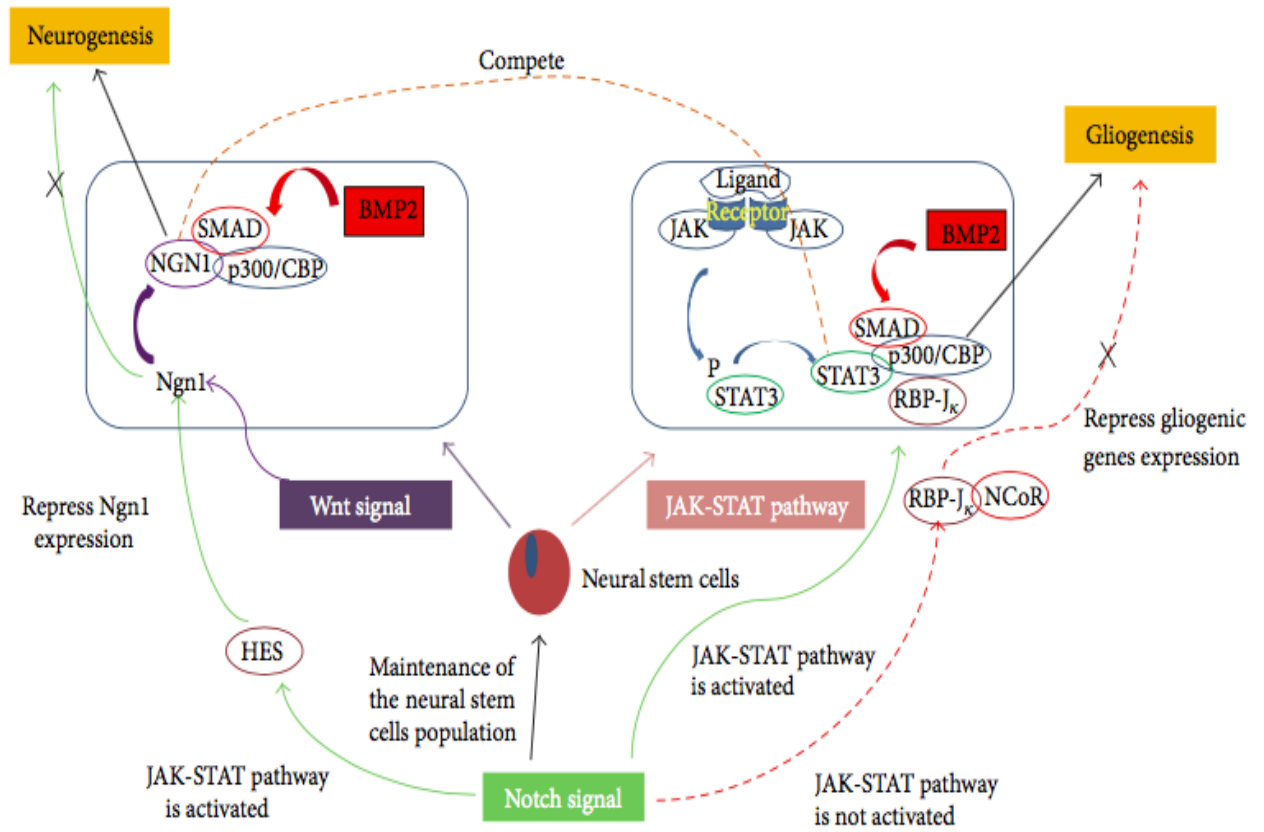 Neurogenesis
Compete
Gliogenesis
Ligand
Receptor
JAK
JAK
BMP2
SMAD
NGN1
p300/CBP
BMP2
SMAD
p300/CBP
STAT3
RBP-Jκ
P
STAT3
Ngn1
Repress gliogenic
genes expression
Wnt signal
JAK-STAT pathway
RBP-Jκ
NCoR
Repress Ngn1
expression
Neural stem cells
HES
Maintenance of
the neural stem
cells population
JAK-STAT pathway
is activated
JAK-STAT pathway
is activated
Notch signal
JAK-STAT pathway
is not activated